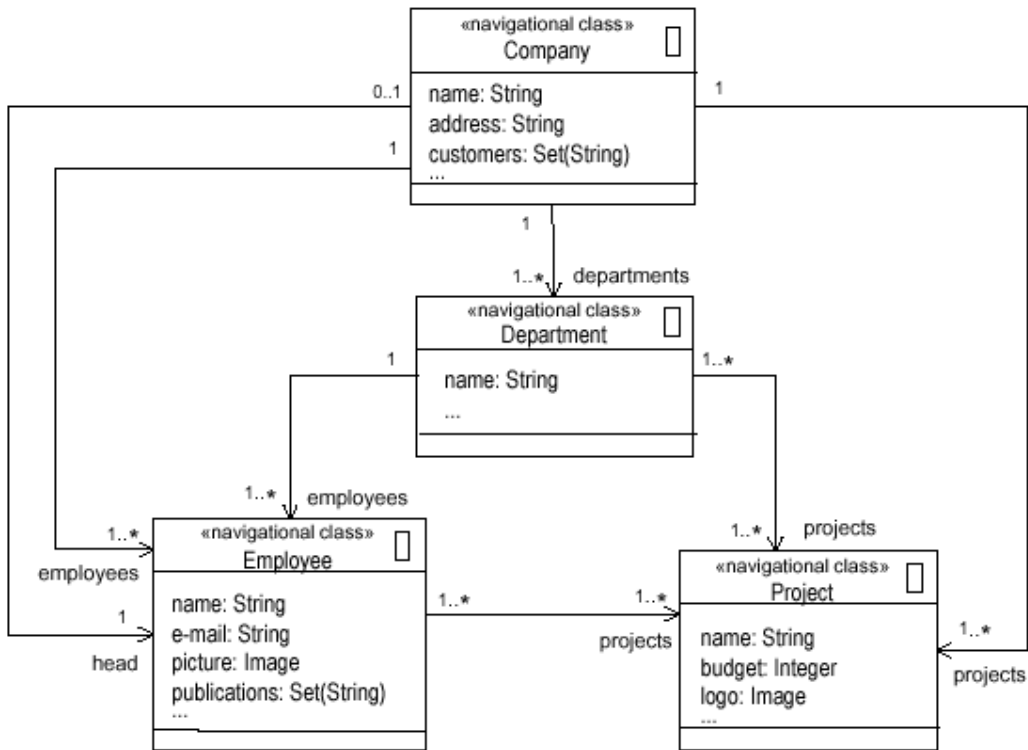 «navigational class»
Company
name: String
address: String
customers: Set(String)
...
0..1
1
1
1
1..*
departments
«navigational class»
Department
name: String
...
1
1..*
1..*
employees
1..*
projects
1..*
employees
1
head
«navigational class»
Employee
name: String
e-mail: String
picture: Image
publications: Set(String)
...
1..*
1..*
projects
«navigational class»
Project
name: String
budget: Integer
logo: Image
...
1..*
projects